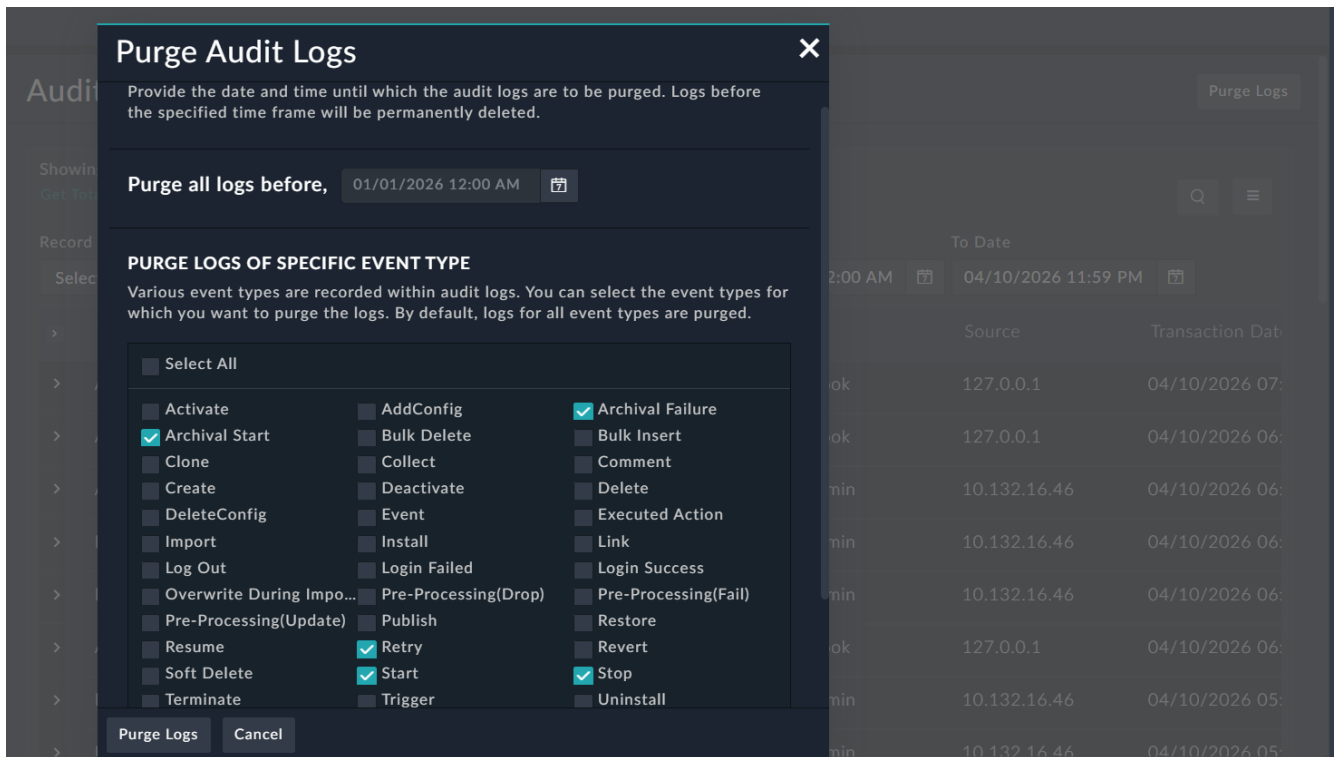 Purge Audit Logs
Provide the date and time until which the audit logs are to be purged. Logs before
the specified time frame will be permanently deleted.
Purge all logs before, 01/01/2026 12:00 AM
PURGE LOGS OF SPECIFIC EVENT TYPE
Various event types are recorded within audit logs. You can select the event types for
which you want to purge the logs. By default, logs for all event types are purged.
Select All
Activate AddConfig Archival Failure
Archival Start Bulk Delete Bulk Insert
Clone Collect Comment
Create Deactivate Delete
DeleteConfig Event Executed Action
Import Install Link
Log Out Login Failed Login Success
Overwrite During Impo... Pre-Processing(Drop) Pre-Processing(Fail)
Pre-Processing(Update) Publish Restore
Resume Retry Revert
Soft Delete Start Stop
Terminate Trigger Uninstall
Purge Logs Cancel
Purge Logs
Record To Date
04/10/2026 11:59 PM
Source Transaction
127.0.0.1 04/10/2026
127.0.0.1 04/10/2026
10.132.16.46 04/10/2026
10.132.16.46 04/10/2026
10.132.16.46 04/10/2026
127.0.0.1 04/10/2026
10.132.16.46 04/10/2026
10.132.16.46 04/10/2026